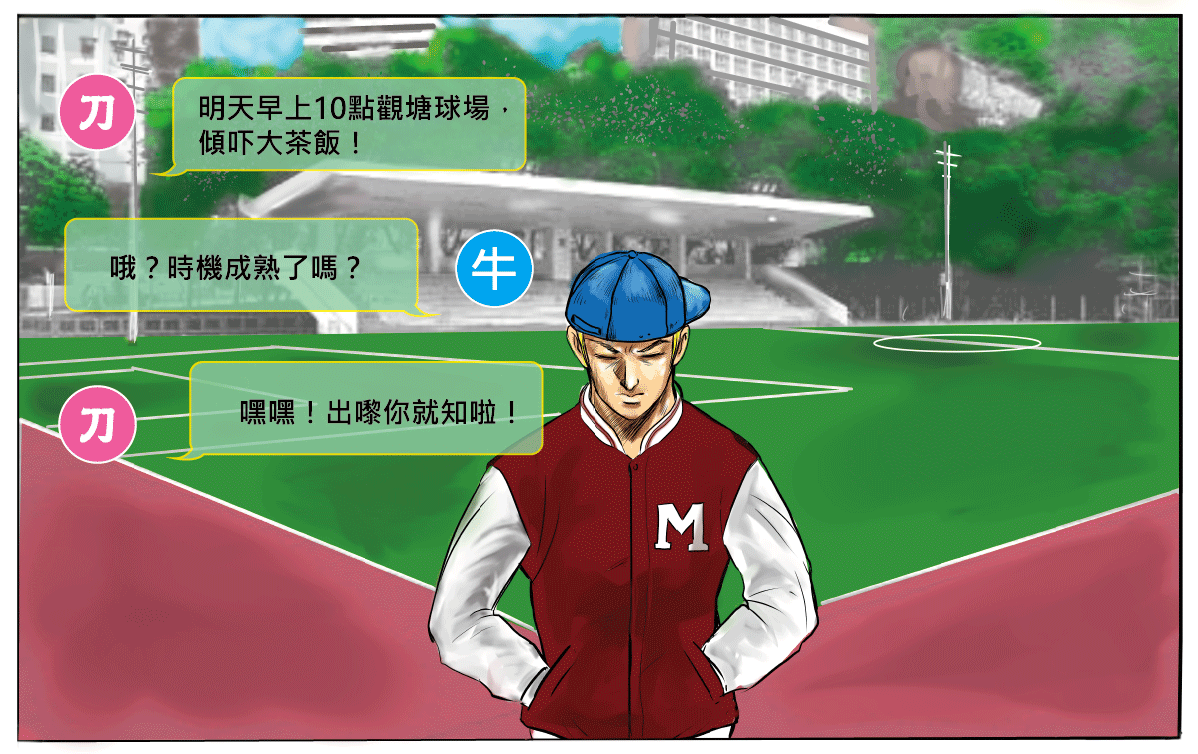 刀
明天早上10點觀塘球場，
傾吓大茶飯！
哦？時機成熟了嗎？
牛
刀
嘿嘿！出嚟你就知啦！
M